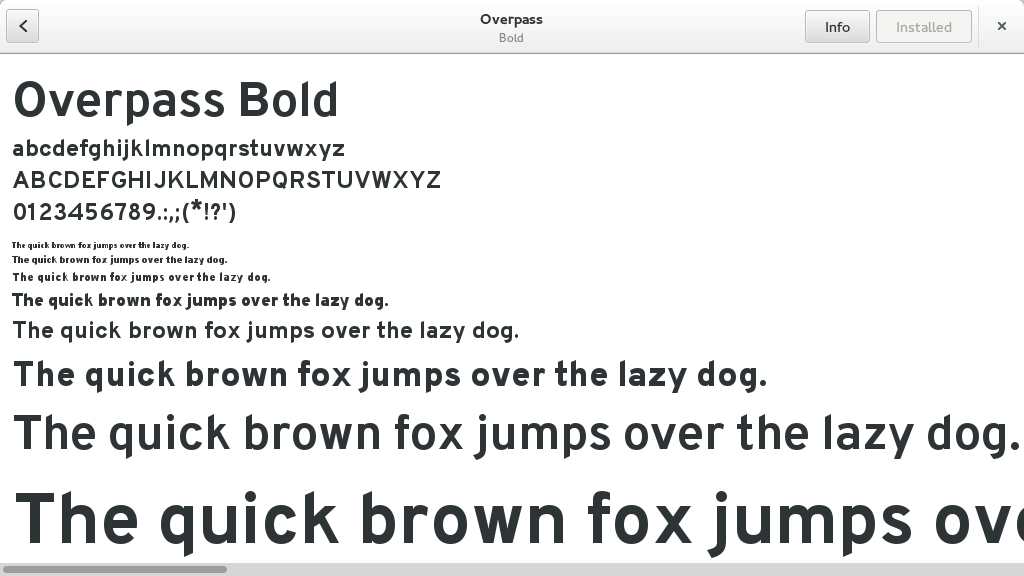 Overpass
Bold
Info
Installed
Overpass Bold
abcdefghijklmnopqrstuvwxyz
ABCDEFGHIJKLMNOPQRSTUVWXYZ
0123456789.:,;(*!?')
The quick brown fox jumps over the lazy dog.
The quick brown fox jumps over the lazy dog.
The quick brown fox jumps over the lazy dog.
The quick brown fox jumps over the lazy dog.
The quick brown fox jumps over the lazy dog.
The quick brown fox jumps over the lazy dog.
The quick brown fox jumps over the lazy dog.
The quick brown fox jumps